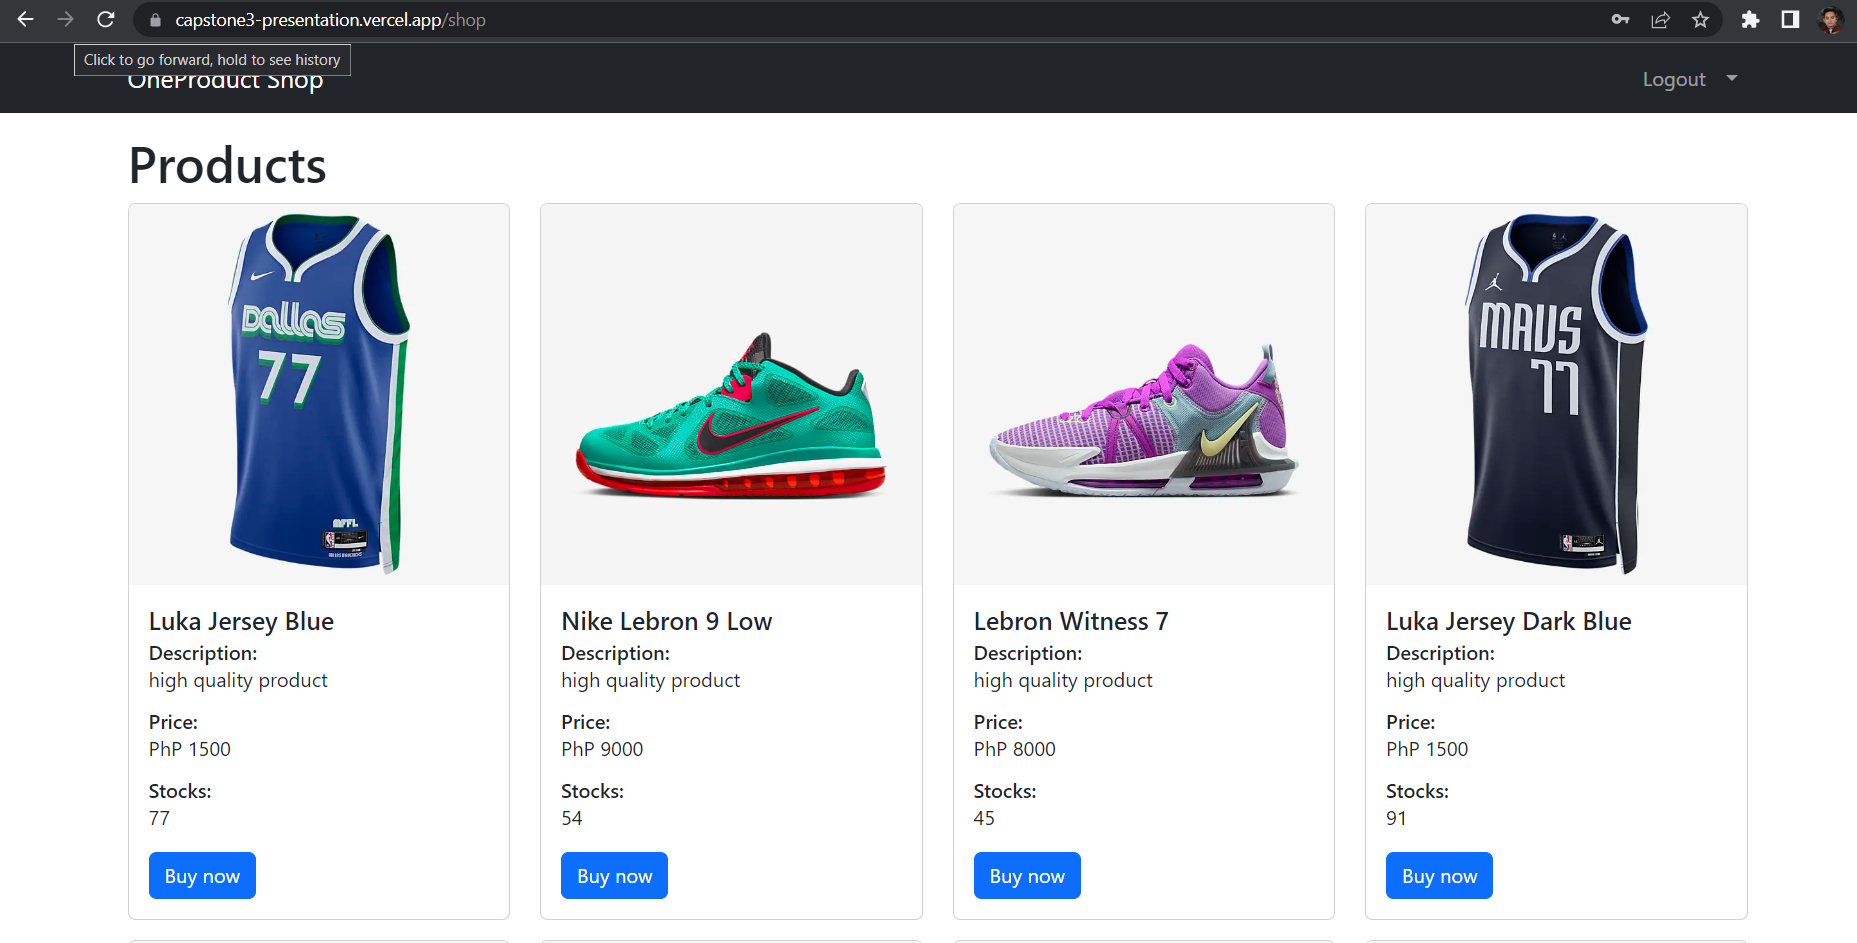 capstone3-presentation.vercel.app/shop
Click to go forward, hold to see history
OneProduct Shop
Logout
Products
Dallas
77
MFFL
MAVS
77
Luka Jersey Blue
Description:
high quality product
Price:
PhP 1500
Stocks:
77
Buy now
Nike Lebron 9 Low
Description:
high quality product
Price:
PhP 9000
Stocks:
54
Buy now
Lebron Witness 7
Description:
high quality product
Price:
PhP 8000
Stocks:
45
Buy now
Luka Jersey Dark Blue
Description:
high quality product
Price:
PhP 1500
Stocks:
91
Buy now